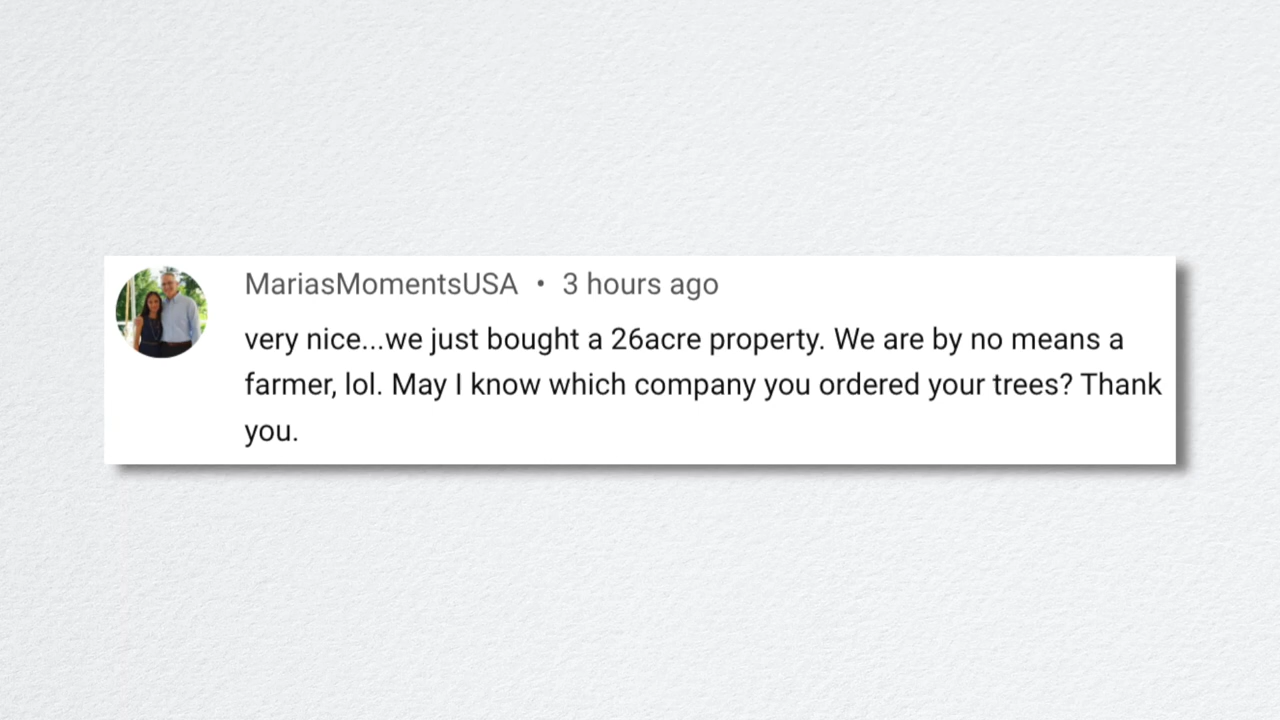 MariasMomentsUSA • 3 hours ago
very nice...we just bought a 26acre property. We are by no means a
farmer, lol. May I know which company you ordered your trees? Thank
you.